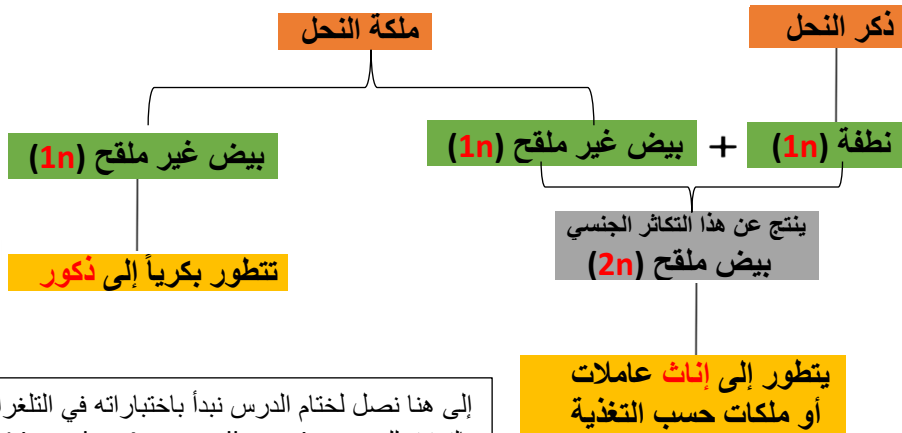 ذكر النحل
ملكة النحل
نطفة (1n) + بيض غير ملقح (1n)
بيض غير ملقح (1n)
ينتج عن هذا التكاثر الجنسي
بيض ملقح (2n)
تتطور بكرياً إلى ذكور
يتطور إلى إناث عاملات
أو ملكات حسب التغذية
إلى هنا نصل لختام الدرس نبدأ باختباراته في التلغرا